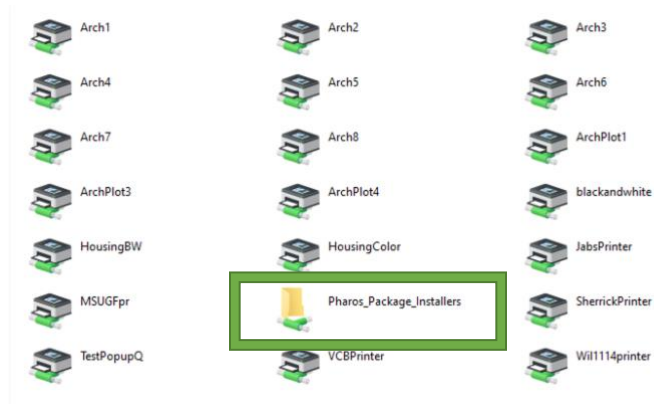 Arch1
Arch2
Arch3
Arch4
Arch5
Arch6
Arch7
Arch8
ArchPlot1
ArchPlot3
ArchPlot4
blackandwhite
HousingBW
HousingColor
JabsPrinter
MSUGFpr
Pharos_Package_Installers
SherrickPrinter
TestPopupQ
VCBPrinter
Wil1114printer